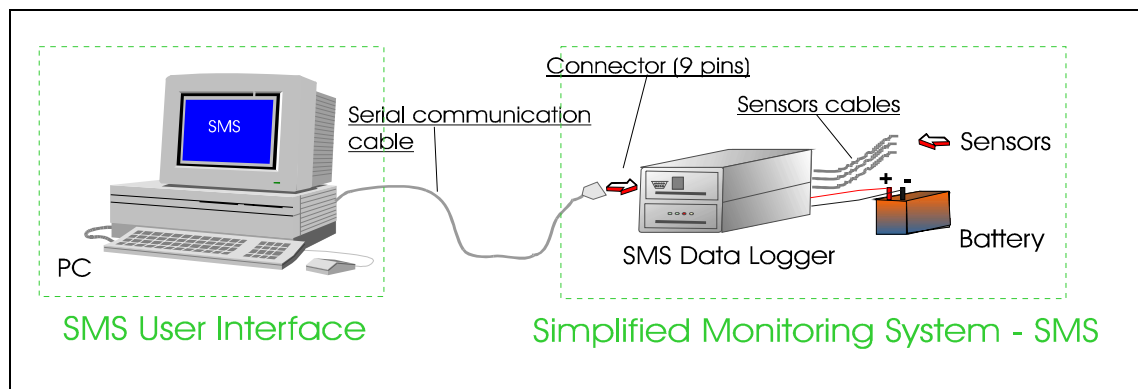 Connector (9 pins)
Serial communication
cable
Sensors cables
SMS
Sensors
+ -
PC
SMS Data Logger
Battery
SMS User Interface
Simplified Monitoring System - SMS